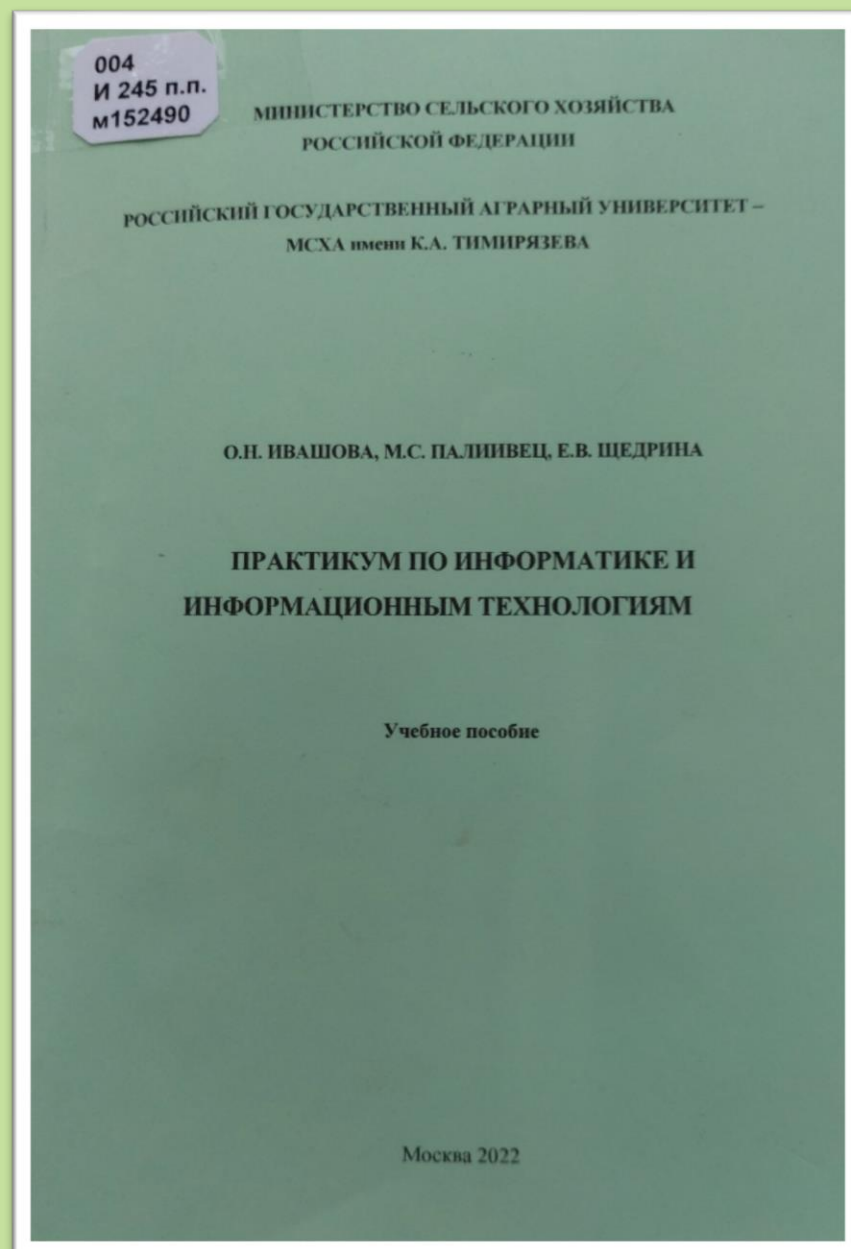 004
И 245 п.п.
м152490
МИНИСТЕРСТВО СЕЛЬСКОГО ХОЗЯЙСТВА
РОССИЙСКОЙ ФЕДЕРАЦИИ
РОССИЙСКИЙ ГОСУДАРСТВЕННЫЙ АГРАРНЫЙ УНИВЕРСИТЕТ –
МСХА имени К.А. ТИМИРЯЗЕВА
О.Н. ИВАШОВА, М.С. ПАЛИИВЕЦ, Е.В. ЩЕДРИНА
ПРАКТИКУМ ПО ИНФОРМАТИКЕ И
ИНФОРМАЦИОННЫМ ТЕХНОЛОГИЯМ
Учебное пособие
Москва 2022